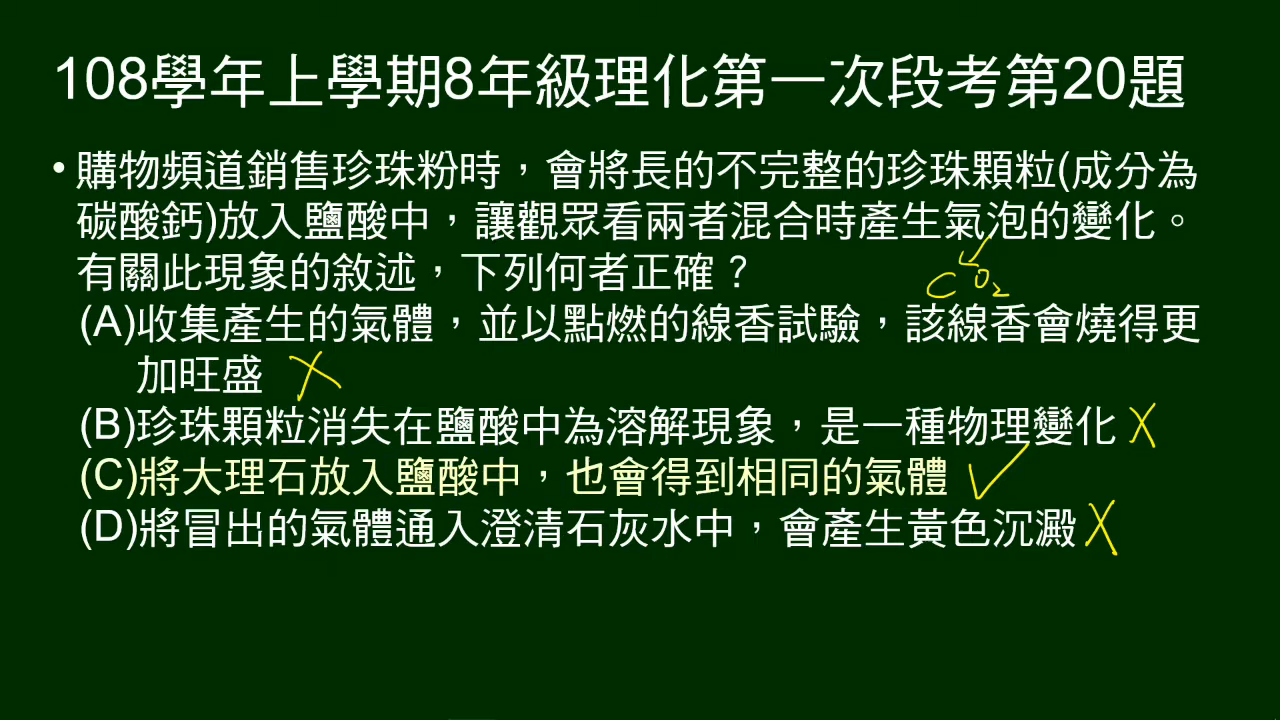 108學年上學期8年級理化第一次段考第20題
• 購物頻道銷售珍珠粉時，會將長的不完整的珍珠顆粒(成分為
碳酸鈣)放入鹽酸中，讓觀眾看兩者混合時產生氣泡的變化。
有關此現象的敘述，下列何者正確？
CO₂
(A)收集產生的氣體，並以點燃的線香試驗，該線香會燒得更
加旺盛
(B)珍珠顆粒消失在鹽酸中為溶解現象，是一種物理變化
(C)將大理石放入鹽酸中，也會得到相同的氣體
(D)將冒出的氣體通入澄清石灰水中，會產生黃色沉澱